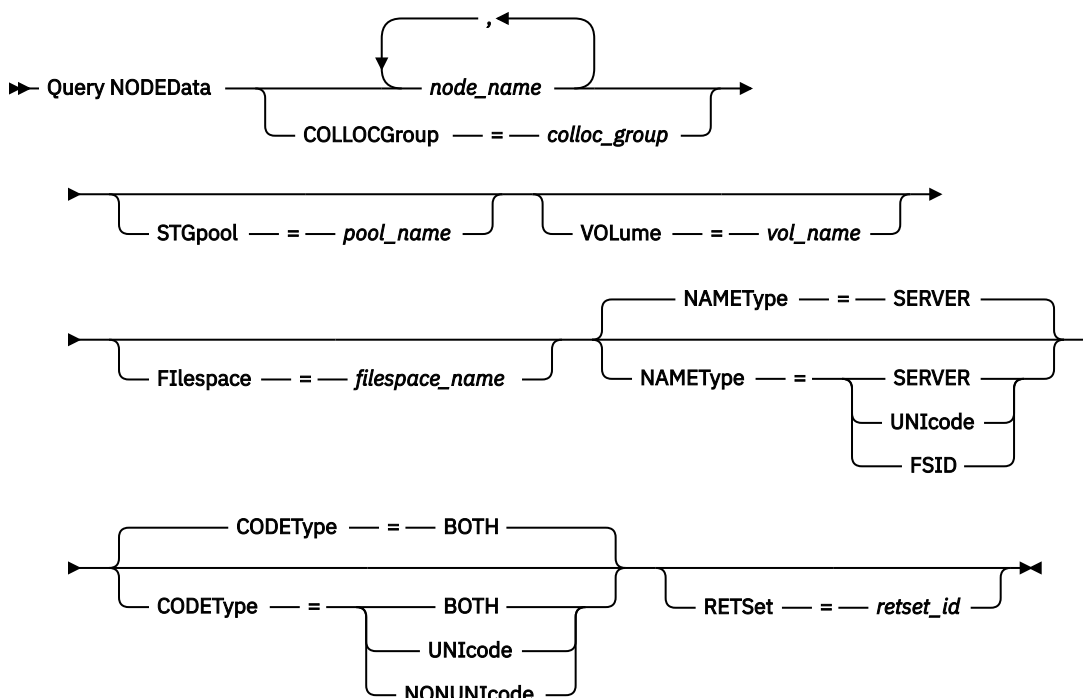 ,
Query NODEData node_name
COLLOCGroup = colloc_group
STGpool = pool_name VOLume = vol_name
NAMEType = SERVER
FIlespace = filespace_name NAMEType = SERVER
UNIcode
FSID
CODEType = BOTH
CODEType = BOTH RETSet = retset_id
UNIcode
NONUNIcode